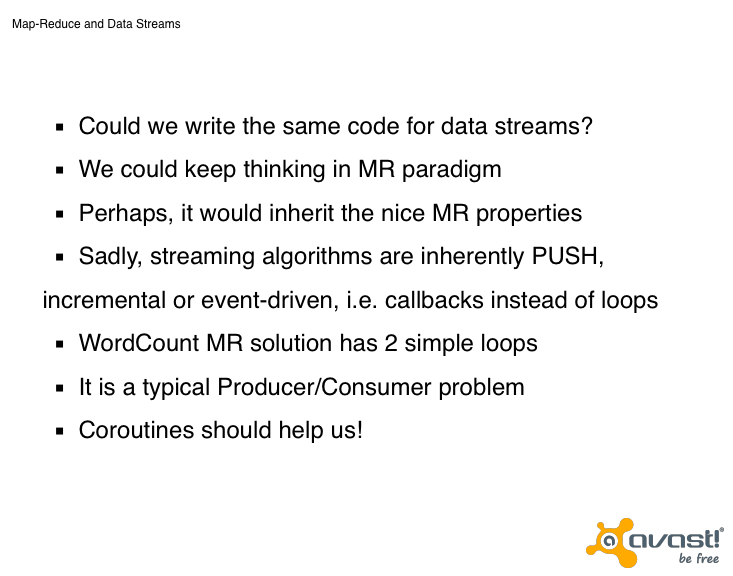 Map-Reduce and Data Streams
▪ Could we write the same code for data streams?
▪ We could keep thinking in MR paradigm
▪ Perhaps, it would inherit the nice MR properties
▪ Sadly, streaming algorithms are inherently PUSH,
incremental or event-driven, i.e. callbacks instead of loops
▪ WordCount MR solution has 2 simple loops
▪ It is a typical Producer/Consumer problem
▪ Coroutines should help us!
a avast!®
be free